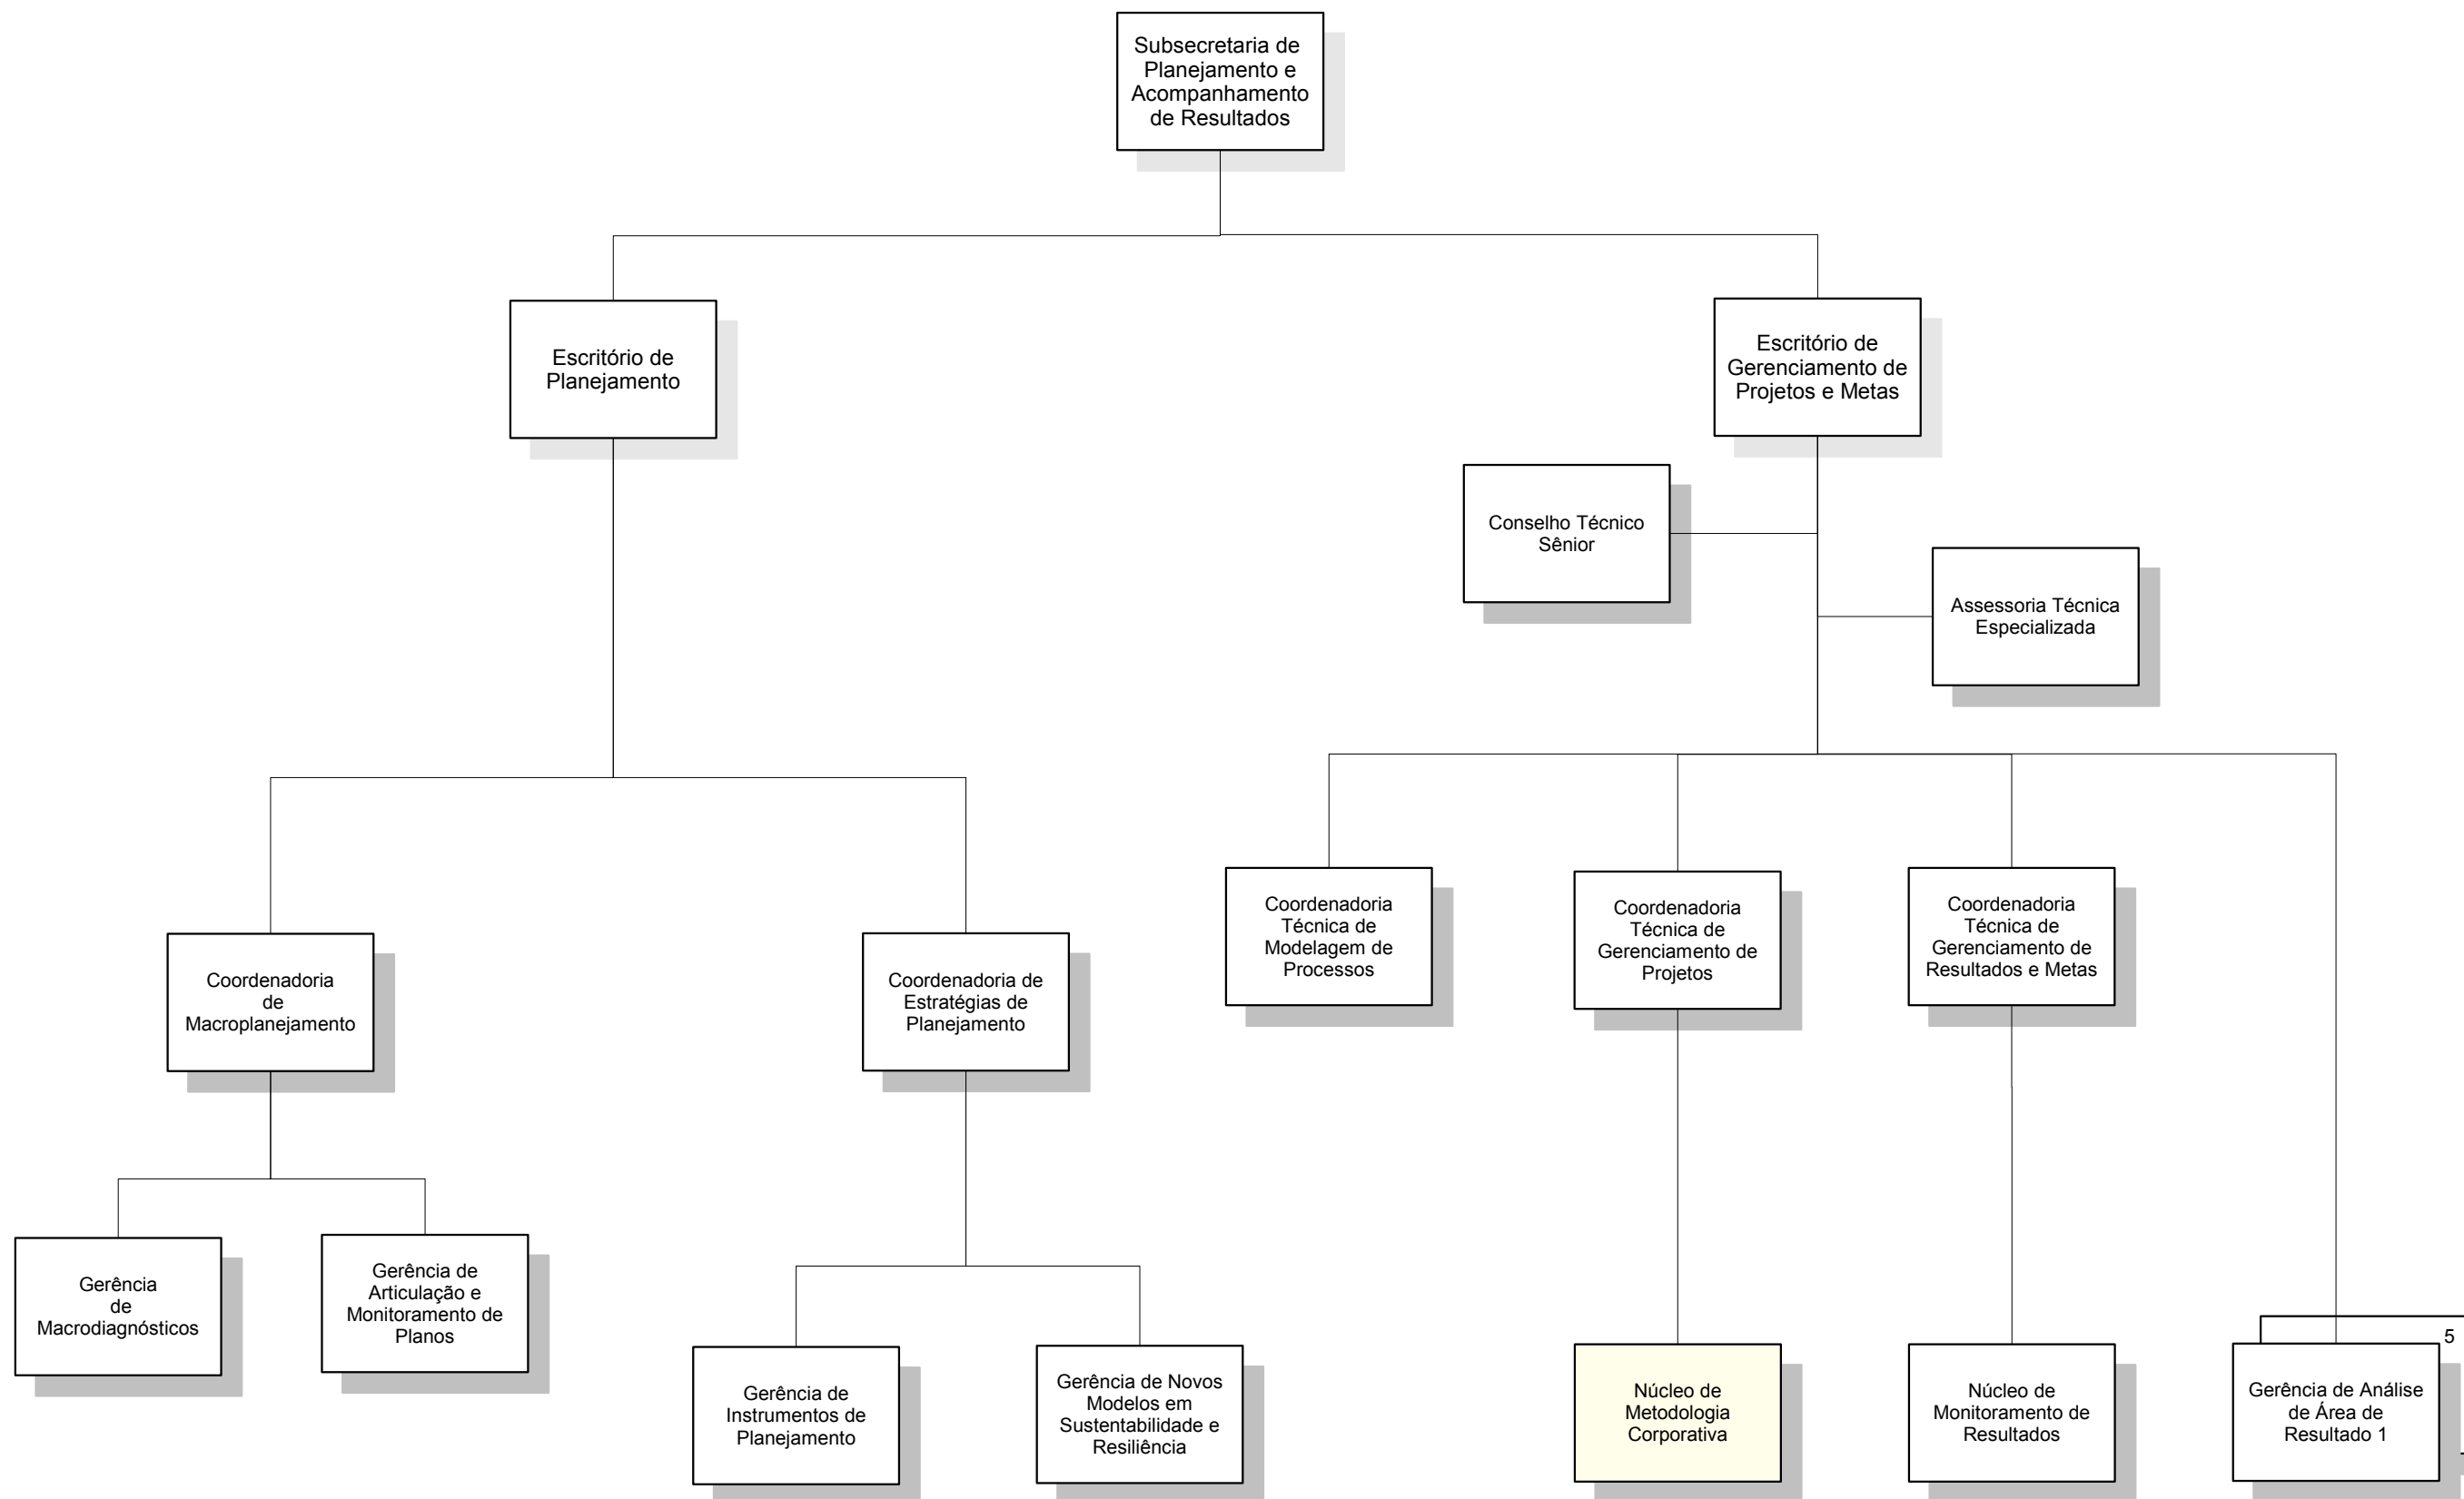 Subsecretaria de
Planejamento e
Acompanhamento
de Resultados
Escritório de
Planejamento
Escritório de
Gerenciamento de
Projetos e Metas
Conselho Técnico
Sênior
Assessoria Técnica
Especializada
Coordenadoria
de
Macroplanejamento
Coordenadoria de
Estratégias de
Planejamento
Coordenadoria
Técnica de
Modelagem de
Processos
Coordenadoria
Técnica de
Gerenciamento de
Projetos
Coordenadoria
Técnica de
Gerenciamento de
Resultados e Metas
Gerência
de
Macrodiagnósticos
Gerência de
Articulação e
Monitoramento de
Planos
Gerência de
Instrumentos de
Planejamento
Gerência de Novos
Modelos em
Sustentabilidade e
Resiliência
Núcleo de
Metodologia
Corporativa
Núcleo de
Monitoramento de
Resultados
Gerência de Análise
de Área de
Resultado 1
5